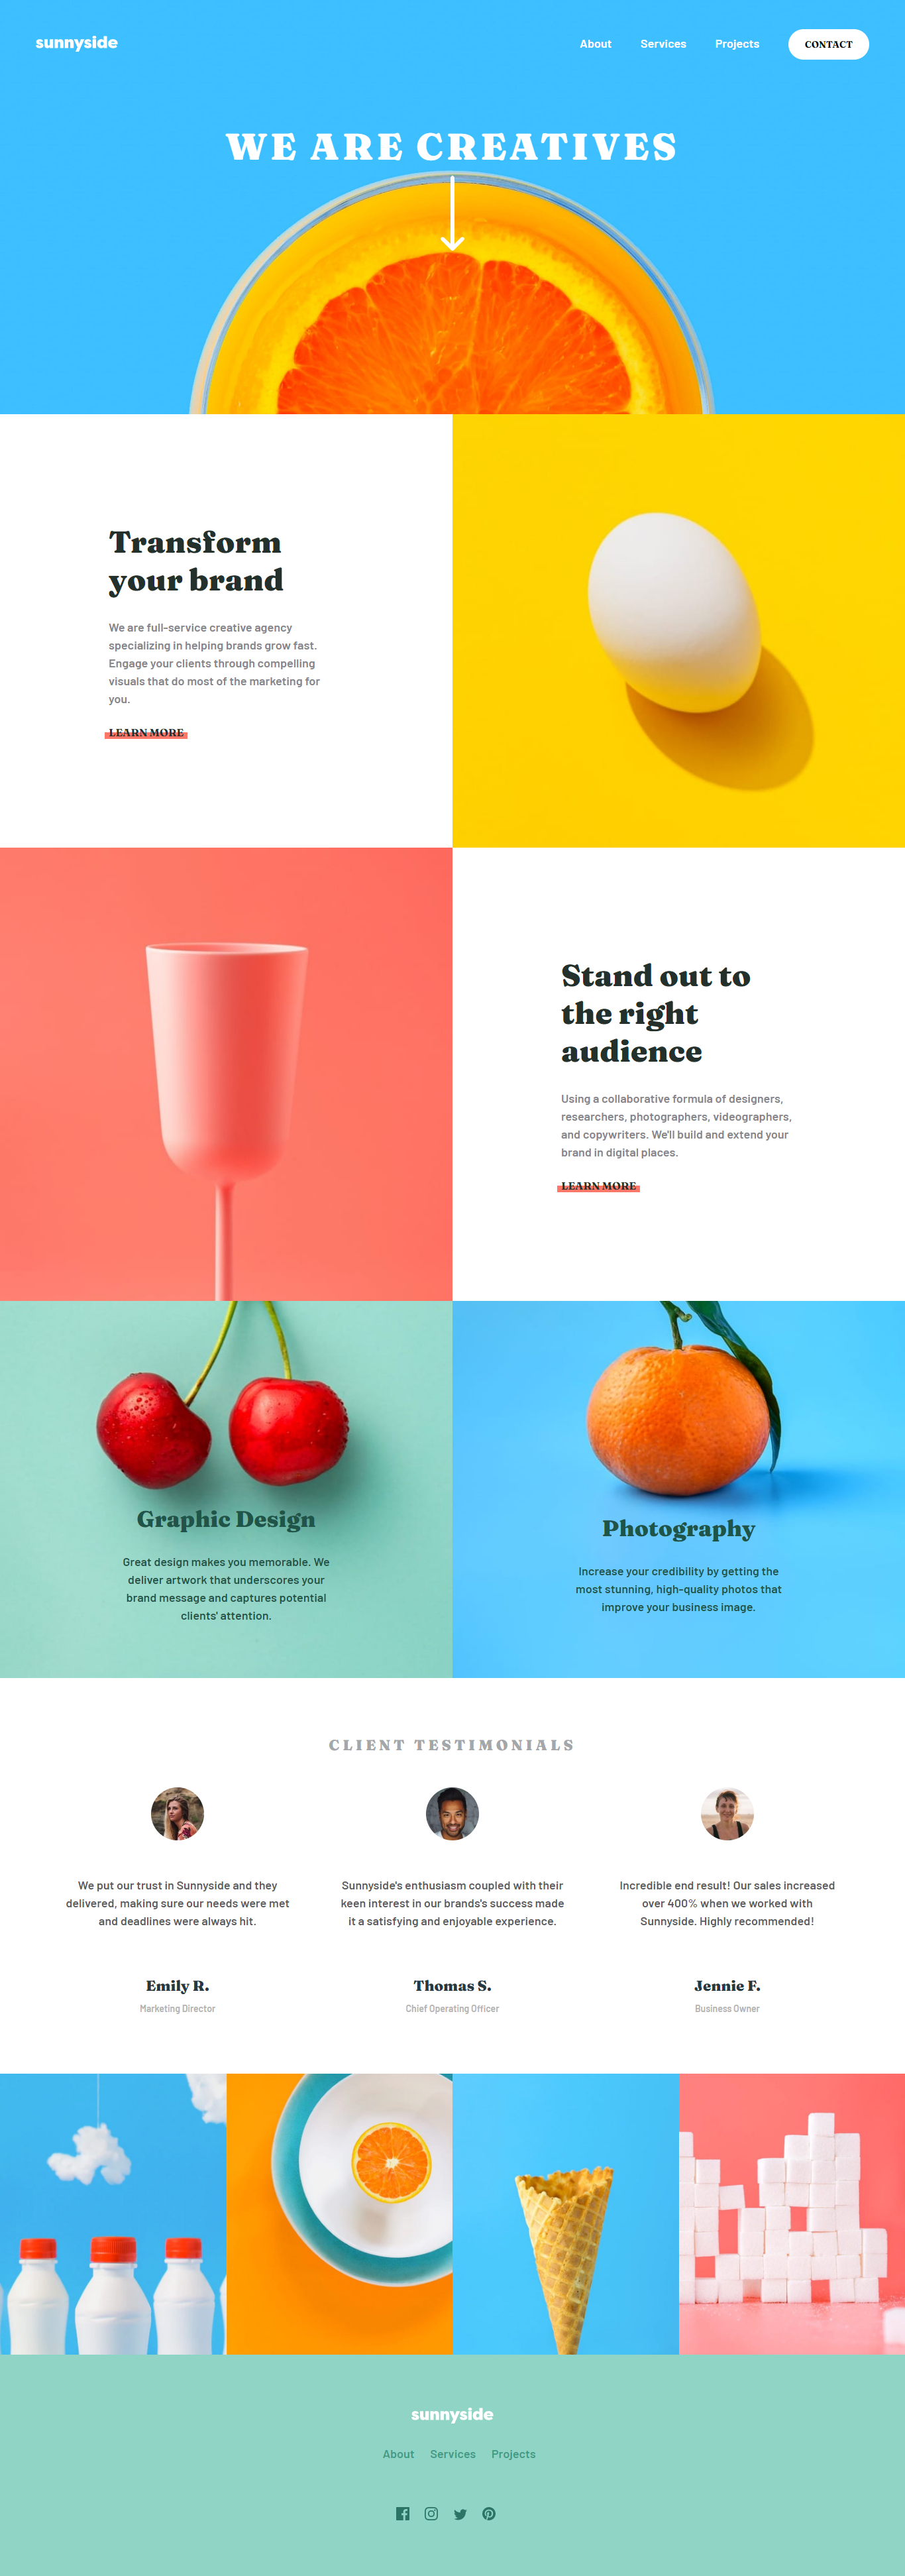 sunnyside
About Services Projects CONTACT
WE ARE CREATIVES
Transform
your brand
We are full-service creative agency
specializing in helping brands grow fast.
Engage your clients through compelling
visuals that do most of the marketing for
you.
LEARN MORE
Stand out to
the right
audience
Using a collaborative formula of designers,
researchers, photographers, videographers,
and copywriters. We'll build and extend your
brand in digital places.
LEARN MORE
Graphic Design
Great design makes you memorable. We
deliver artwork that underscores your
brand message and captures potential
clients' attention.
Photography
Increase your credibility by getting the
most stunning, high-quality photos that
improve your business image.
CLIENT TESTIMONIALS
We put our trust in Sunnyside and they
delivered, making sure our needs were met
and deadlines were always hit.
Emily R.
Marketing Director
Sunnyside's enthusiasm coupled with their
keen interest in our brands's success made
it a satisfying and enjoyable experience.
Thomas S.
Chief Operating Officer
Incredible end result! Our sales increased
over 400% when we worked with
Sunnyside. Highly recommended!
Jennie F.
Business Owner
sunnyside
About Services Projects